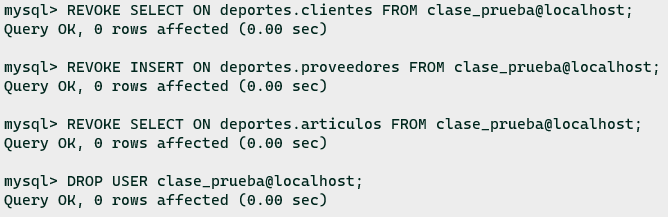 mysql> REVOKE SELECT ON deportes.clientes FROM clase_prueba@localhost;
Query OK, 0 rows affected (0.00 sec)
mysql> REVOKE INSERT ON deportes.proveedores FROM clase_prueba@localhost;
Query OK, 0 rows affected (0.00 sec)
mysql> REVOKE SELECT ON deportes.articulos FROM clase_prueba@localhost;
Query OK, 0 rows affected (0.00 sec)
mysql> DROP USER clase_prueba@localhost;
Query OK, 0 rows affected (0.00 sec)